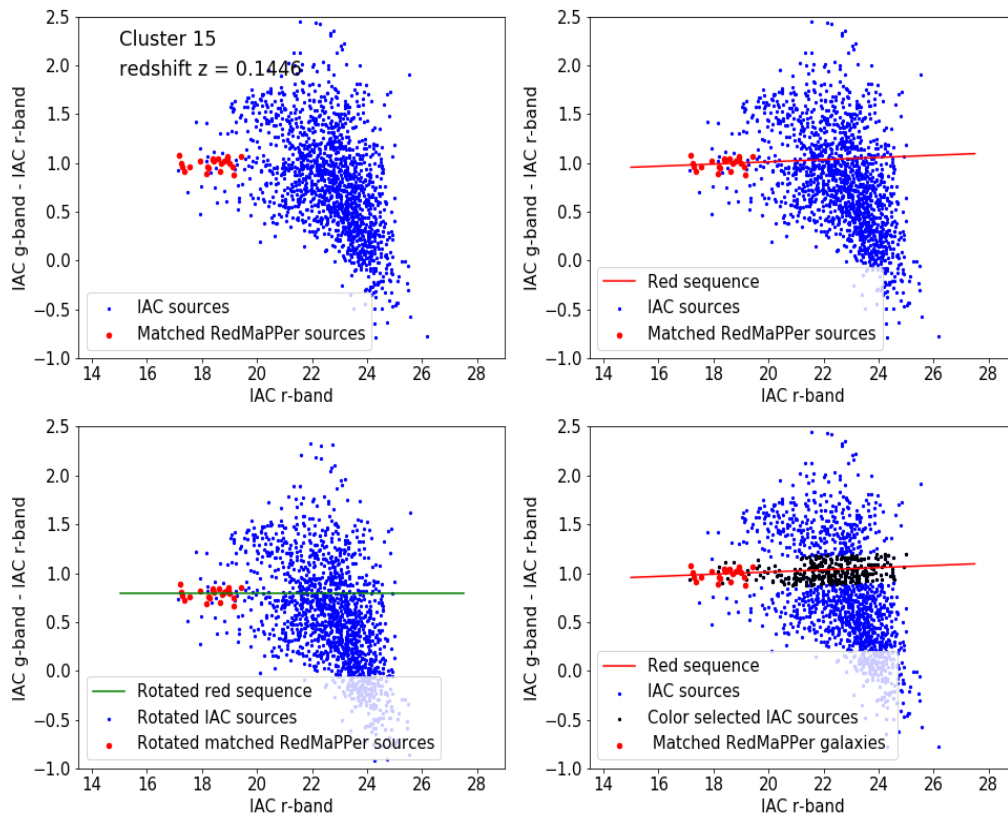 Cluster 15
redshift z = 0.1446
2.5
2.0
1.5
1.0
0.5
0.0
−0.5
−1.0
IAC g-band - IAC r-band
IAC sources
Matched RedMaPPer sources
14 16 18 20 22 24 26 28
IAC r-band
2.5
2.0
1.5
1.0
0.5
0.0
−0.5
−1.0
IAC g-band - IAC r-band
Red sequence
IAC sources
Matched RedMaPPer sources
14 16 18 20 22 24 26 28
IAC r-band
2.5
2.0
1.5
1.0
0.5
0.0
−0.5
−1.0
IAC g-band - IAC r-band
Rotated red sequence
Rotated IAC sources
Rotated matched RedMaPPer sources
14 16 18 20 22 24 26 28
IAC r-band
2.5
2.0
1.5
1.0
0.5
0.0
−0.5
−1.0
IAC g-band - IAC r-band
Red sequence
IAC sources
Color selected IAC sources
Matched RedMaPPer galaxies
14 16 18 20 22 24 26 28
IAC r-band